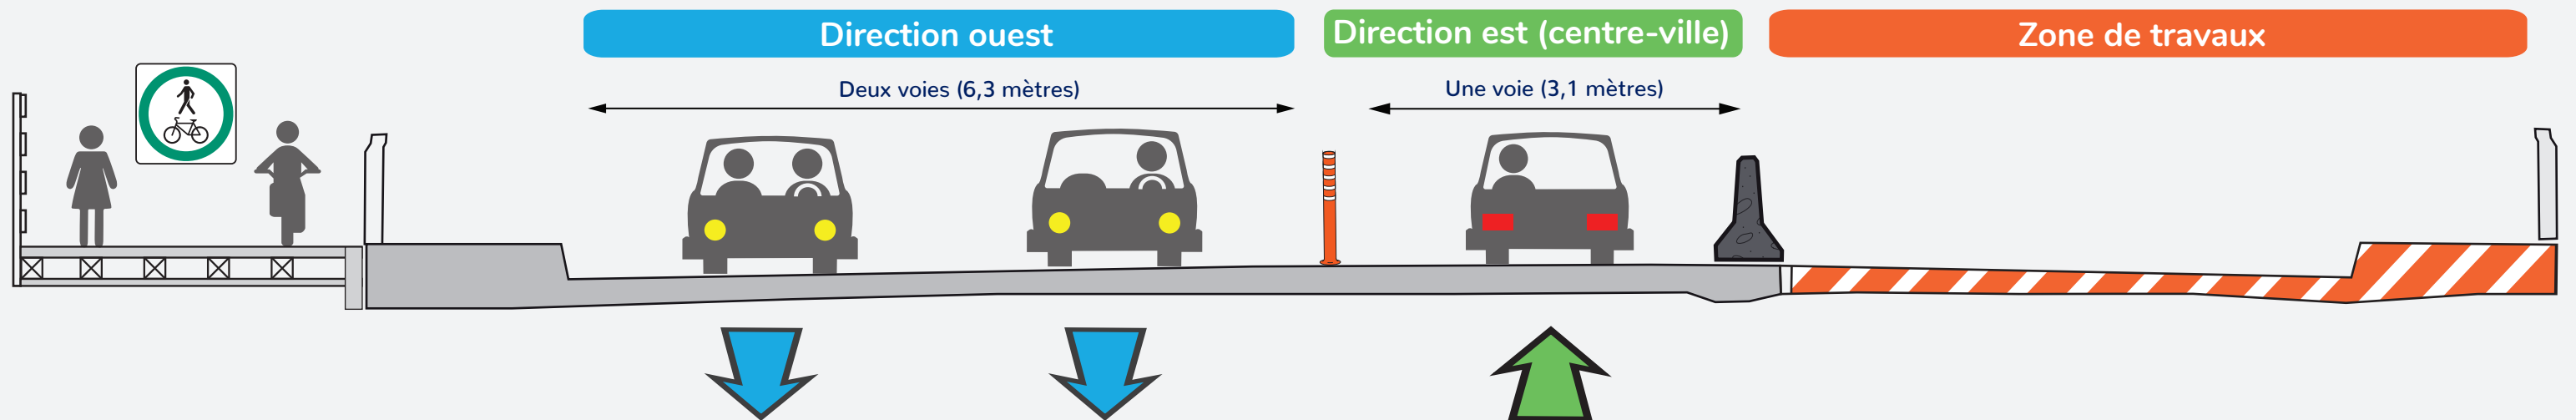 Direction ouest
Direction est (centre-ville)
Zone de travaux
Deux voies (6,3 mètres)
Une voie (3,1 mètres)